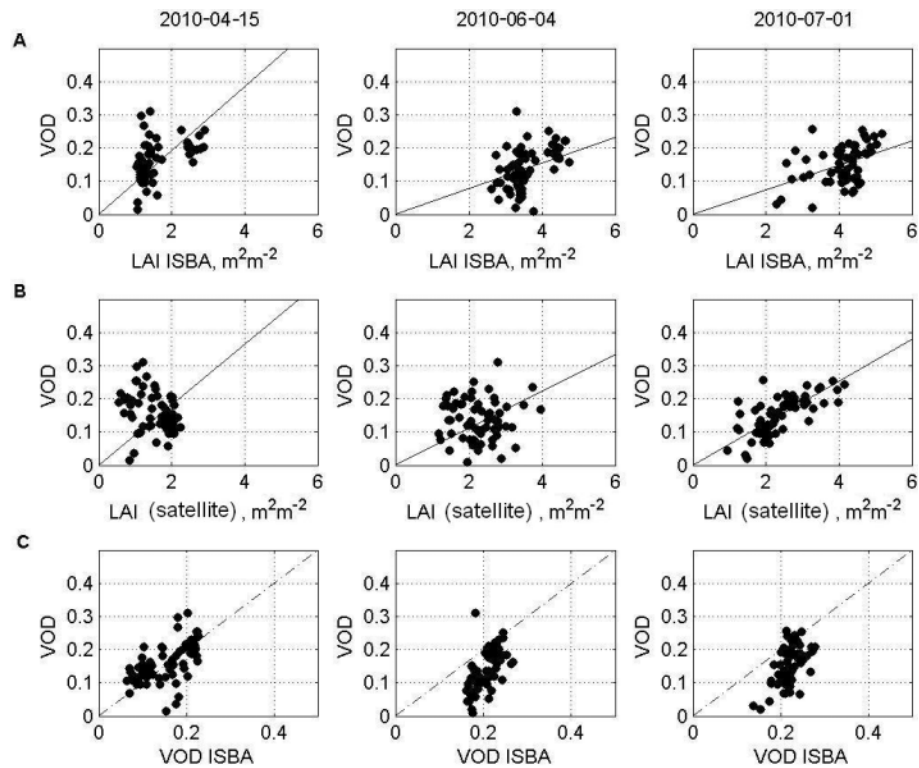 2010-04-15 2010-06-04 2010-07-01
A
0.5 0.5 0.5
0.4 0.4 0.4
0.3 0.3 0.3
VOD VOD VOD
0.2 0.2 0.2
0.1 0.1 0.1
0 0 0
0 2 4 6 0 2 4 6 0 2 4 6
LAI ISBA, m²m⁻² LAI ISBA, m²m⁻² LAI ISBA, m²m⁻²
B
0.4 0.4 0.4
0.3 0.3 0.3
VOD VOD VOD
0.2 0.2 0.2
0.1 0.1 0.1
0 0 0
0 2 4 6 0 2 4 6 0 2 4 6
LAI (satellite) , m²m⁻² LAI (satellite) , m²m⁻² LAI (satellite) , m²m⁻²
C
0.4 0.4 0.4
0.3 0.3 0.3
VOD VOD VOD
0.2 0.2 0.2
0.1 0.1 0.1
0 0 0
0 0.2 0.4 0 0.2 0.4 0 0.2 0.4
VOD ISBA VOD ISBA VOD ISBA